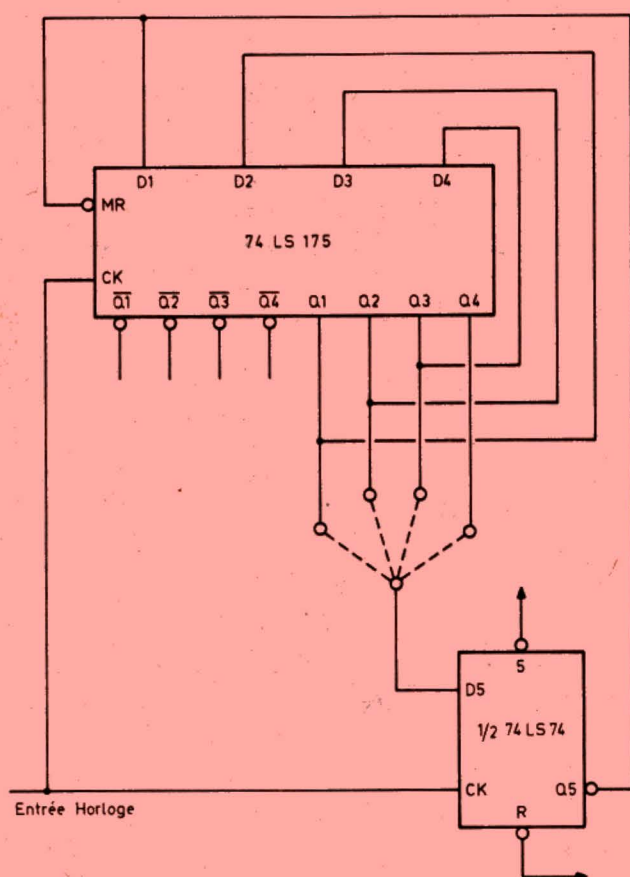 D1 D2 D3 D4
MR
74 LS 175
CK
Q1 Q2 Q3 Q4 Q1 Q2 Q3 Q4
S
D5
1/2 74 LS 74
CK Q5
Entrée Horloge
R